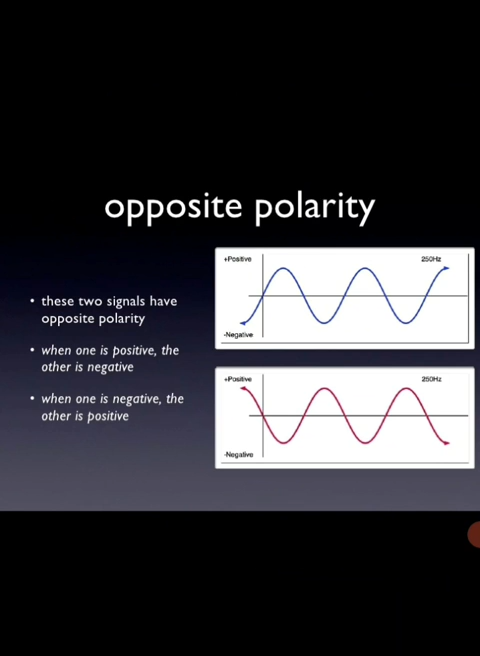 opposite polarity
• these two signals have
opposite polarity
• when one is positive, the
other is negative
• when one is negative, the
other is positive
+Positive
250Hz
-Negative
+Positive
250Hz
-Negative